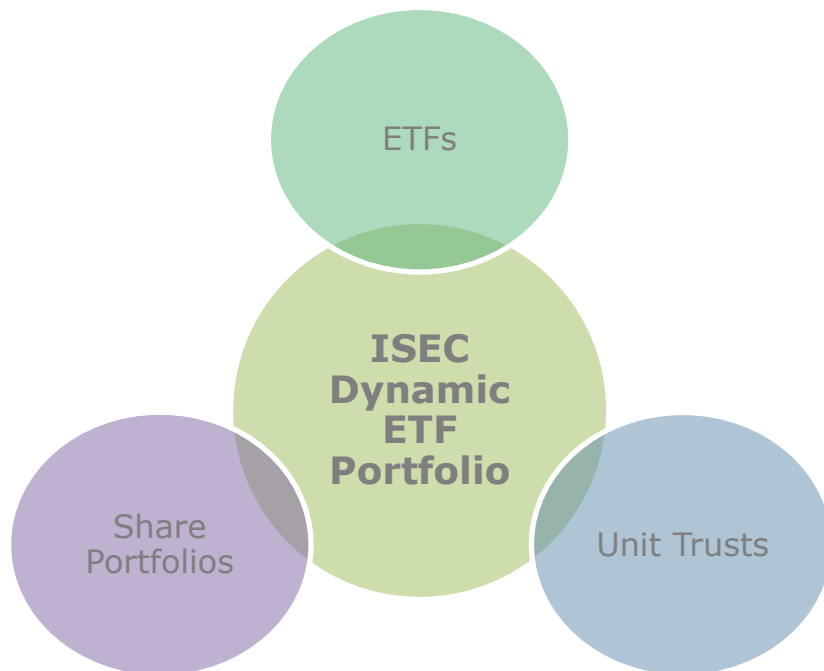 ETFs
ISEC
Dynamic
ETF
Portfolio
Share
Portfolios
Unit Trusts